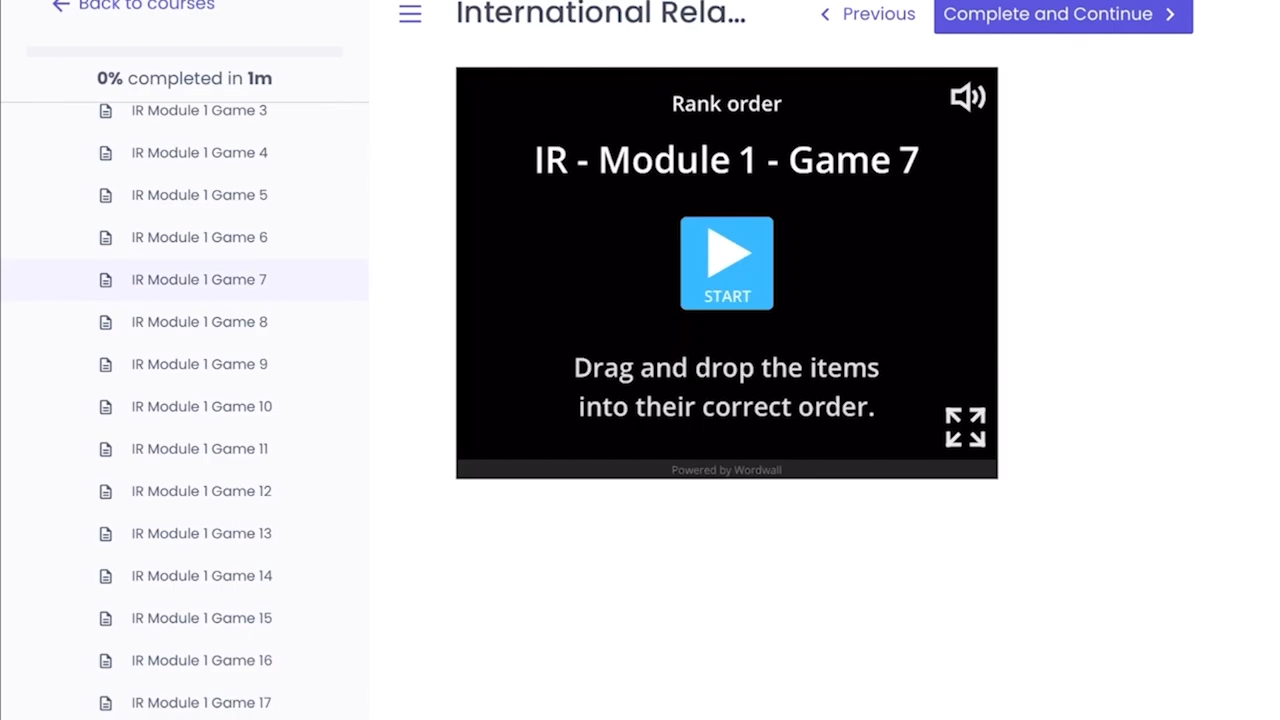 Back to courses
0% completed in 1m
IR Module 1 Game 3
IR Module 1 Game 4
IR Module 1 Game 5
IR Module 1 Game 6
IR Module 1 Game 7
IR Module 1 Game 8
IR Module 1 Game 9
IR Module 1 Game 10
IR Module 1 Game 11
IR Module 1 Game 12
IR Module 1 Game 13
IR Module 1 Game 14
IR Module 1 Game 15
IR Module 1 Game 16
IR Module 1 Game 17
International Rela...
Previous
Complete and Continue
Rank order
IR - Module 1 - Game 7
START
Drag and drop the items
into their correct order.
Powered by Wordwall